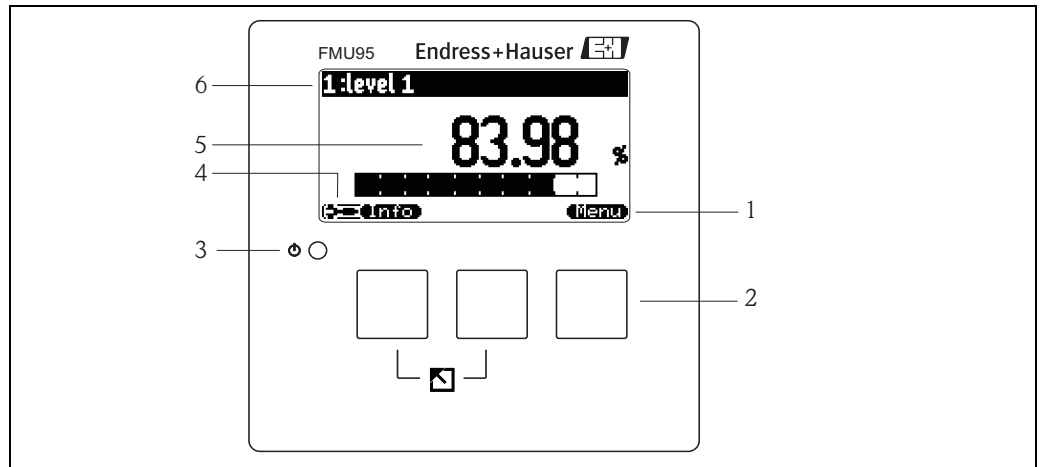 FMU95 Endress+Hauser
6 1:level 1
5 83.98 %
4
Info Menu 1
3
2